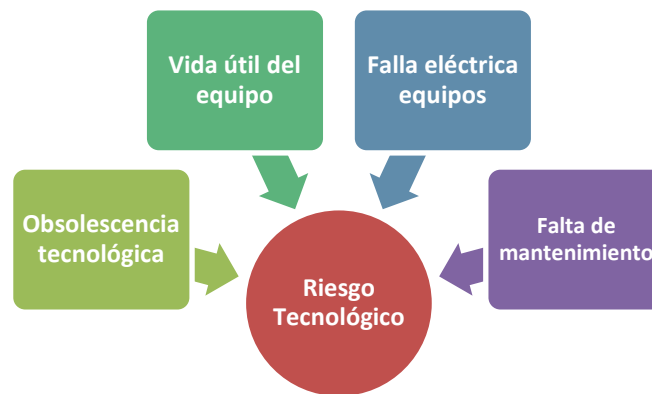 Vida útil del
equipo
Falla eléctrica
equipos
Obsolescencia
tecnológica
Falta de
mantenimiento
Riesgo
Tecnológico